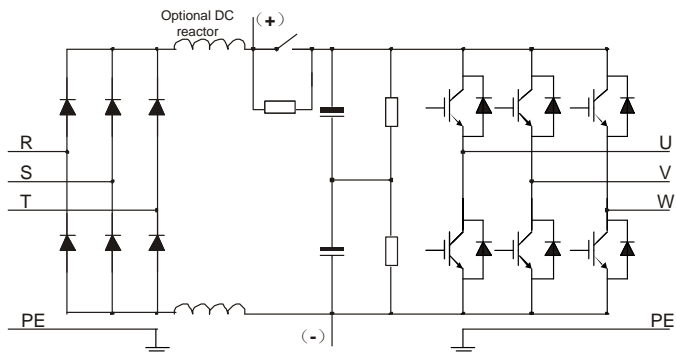 Optional DC
reactor
(+)
R
S
T
U
V
W
PE
(-)
PE